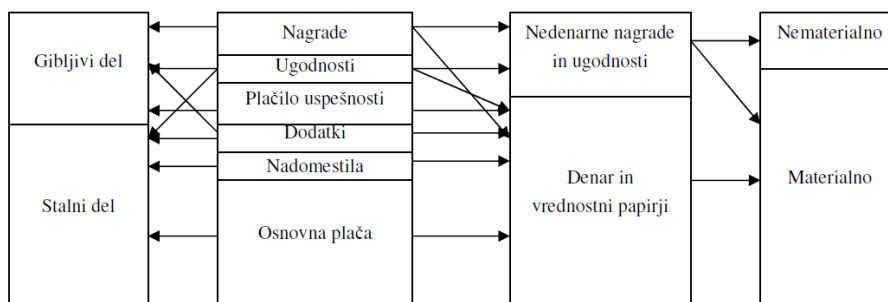 Gibljivi del
Stalni del
Nagrade
Ugodnosti
Plačilo uspešnosti
Dodatki
Nadomestila
Osnovna plača
Nedenarne nagrade
in ugodnosti
Denar in
vrednostni papirji
Nematerialno
Materialno